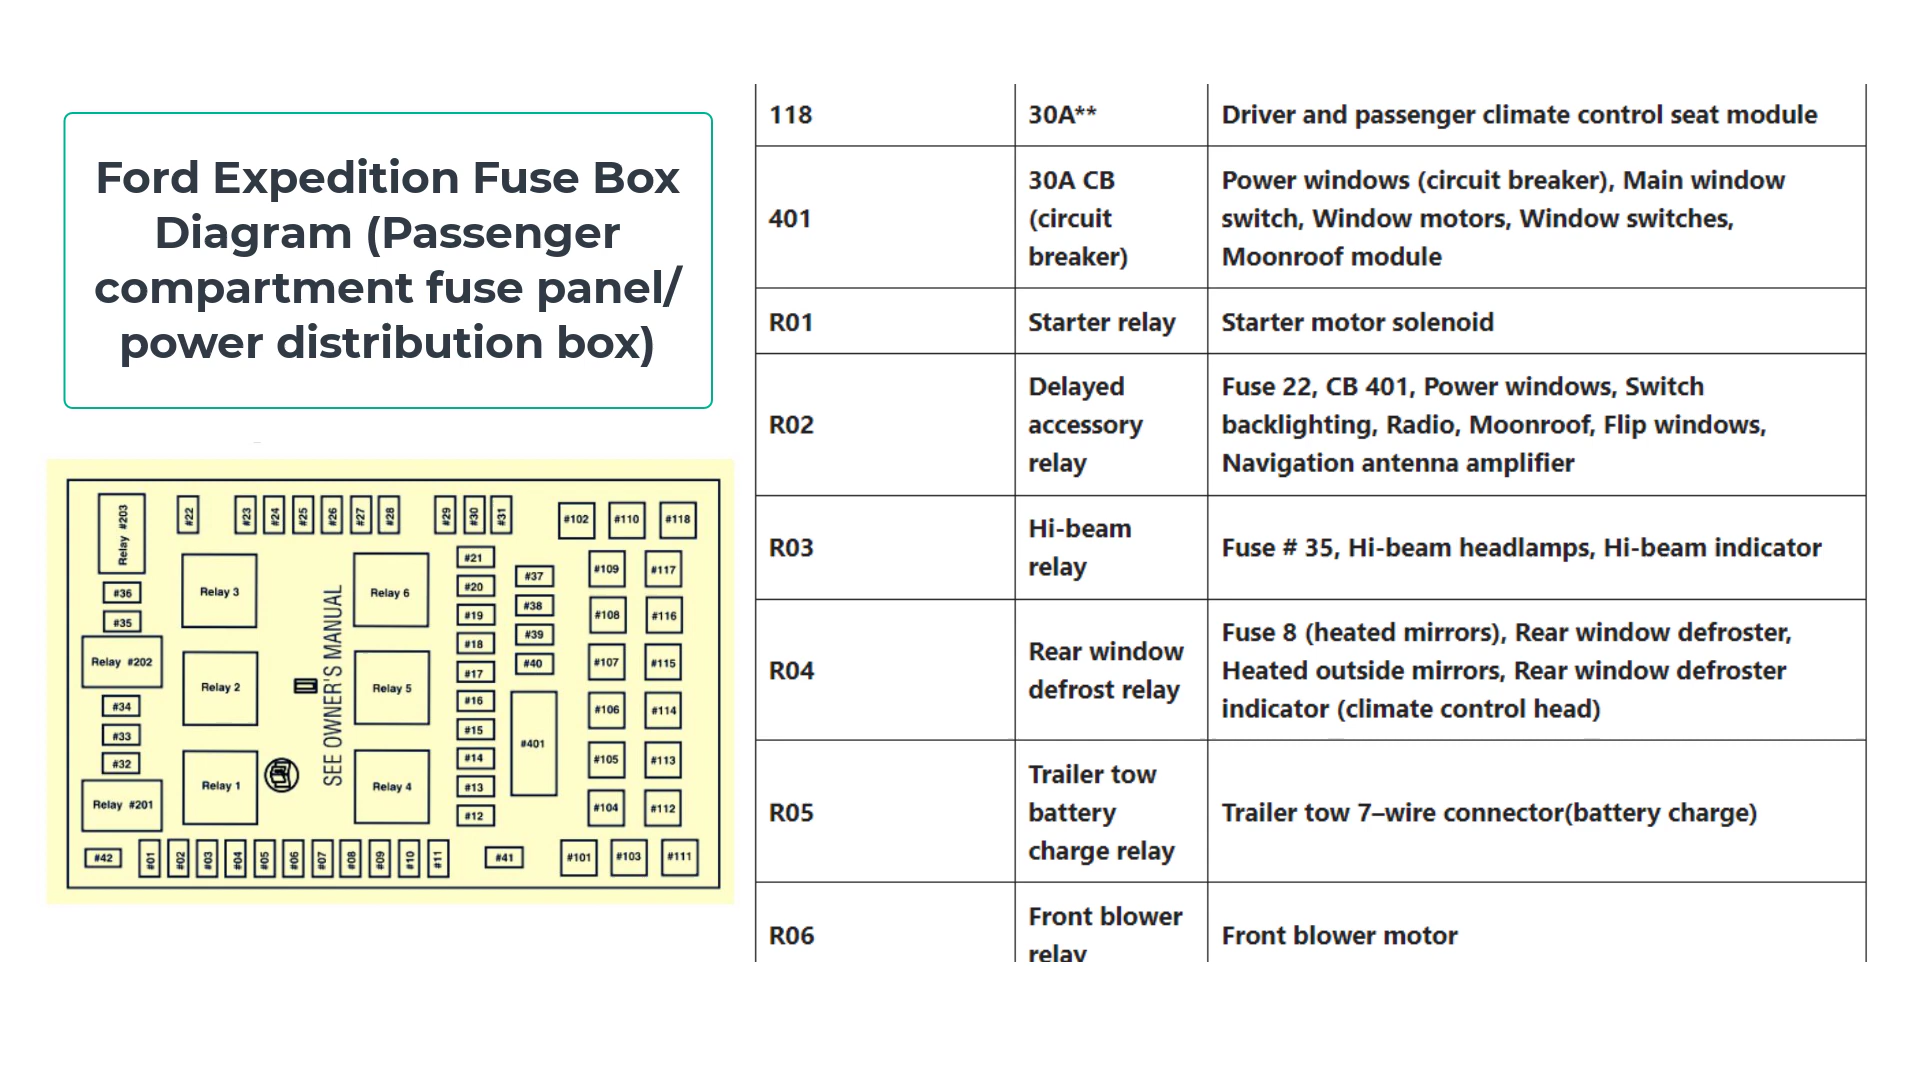 Ford Expedition Fuse Box
Diagram (Passenger
compartment fuse panel/
power distribution box)
Relay #203
#22
#23
#24
#25
#26
#27
#28
#29
#30
#31
#102
#110
#118
#36
#35
Relay #202
#34
#33
#32
Relay #201
Relay 3
Relay 2
Relay 1
SEE OWNER'S MANUAL
Relay 6
Relay 5
Relay 4
#21
#20
#19
#18
#17
#16
#15
#14
#13
#12
#37
#38
#39
#40
#401
#109
#117
#108
#116
#107
#115
#106
#114
#105
#113
#104
#112
#42
#01
#02
#03
#04
#05
#06
#07
#08
#09
#10
#11
#41
#101
#103
#111
118
30A**
Driver and passenger climate control seat module
401
30A CB
(circuit
breaker)
Power windows (circuit breaker), Main window
switch, Window motors, Window switches,
Moonroof module
R01
Starter relay
Starter motor solenoid
R02
Delayed
accessory
relay
Fuse 22, CB 401, Power windows, Switch
backlighting, Radio, Moonroof, Flip windows,
Navigation antenna amplifier
R03
Hi-beam
relay
Fuse # 35, Hi-beam headlamps, Hi-beam indicator
R04
Rear window
defrost relay
Fuse 8 (heated mirrors), Rear window defroster,
Heated outside mirrors, Rear window defroster
indicator (climate control head)
R05
Trailer tow
battery
charge relay
Trailer tow 7–wire connector(battery charge)
R06
Front blower
relay
Front blower motor